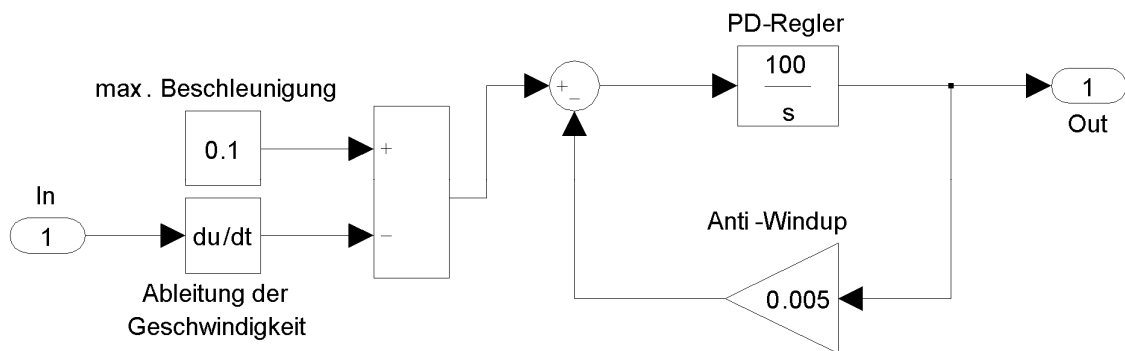 PD-Regler
100
s
max. Beschleunigung
0.1
+
−
1
Out
+
−
In
1
du/dt
Ableitung der
Geschwindigkeit
Anti-Windup
0.005